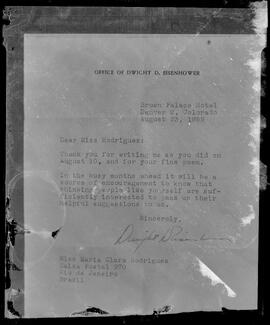 OFFICE OF DWIGHT D. EISENHOWER
Brown Palace Hotel
Denver 2, Colorado
August 23, 1952
Dear Miss Rodriguez:
Thank you for writing me as you did on
August 10, and for your fine poem.
In the busy months ahead it will be a
source of encouragement to know that
thinking people like yourself are suf-
ficiently interested to pass on their
helpful suggestions to me.
Sincerely,
Dwight Eisenhower
Miss Maria Clara Rodrigues
Caixa Postal 970
Rio de Janeiro
Brazil